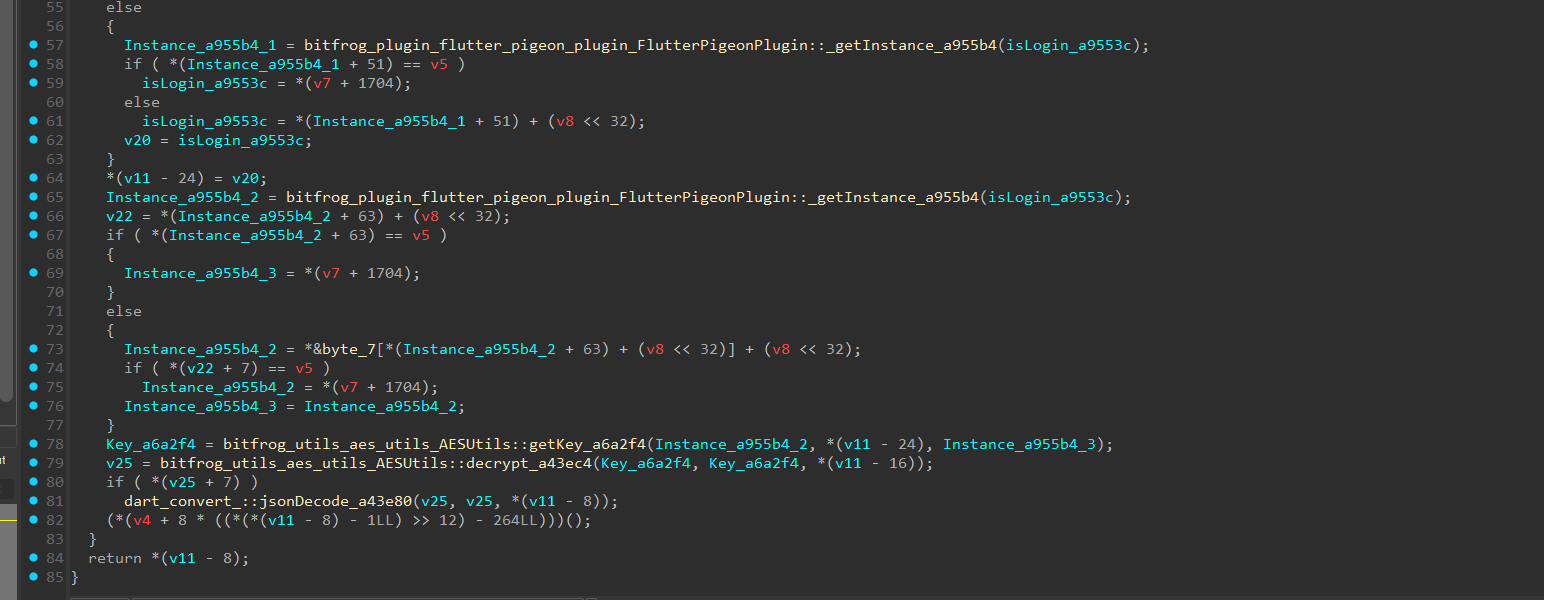 55 else
56 {
57 Instance_a955b4_1 = bitfrog_plugin_flutter_pigeon_plugin_FlutterPigeonPlugin::_getInstance_a955b4(isLogin_a9553c);
58 if ( *(Instance_a955b4_1 + 51) == v5 )
59 isLogin_a9553c = *(v7 + 1704);
60 else
61 isLogin_a9553c = *(Instance_a955b4_1 + 51) + (v8 << 32);
62 v20 = isLogin_a9553c;
63 }
64 *(v11 - 24) = v20;
65 Instance_a955b4_2 = bitfrog_plugin_flutter_pigeon_plugin_FlutterPigeonPlugin::_getInstance_a955b4(isLogin_a9553c);
66 v22 = *(Instance_a955b4_2 + 63) + (v8 << 32);
67 if ( *(Instance_a955b4_2 + 63) == v5 )
68 {
69 Instance_a955b4_3 = *(v7 + 1704);
70 }
71 else
72 {
73 Instance_a955b4_2 = *&byte_7[*(Instance_a955b4_2 + 63) + (v8 << 32)] + (v8 << 32);
74 if ( *(v22 + 7) == v5 )
75 Instance_a955b4_2 = *(v7 + 1704);
76 Instance_a955b4_3 = Instance_a955b4_2;
77 }
78 Key_a6a2f4 = bitfrog_utils_aes_utils_AESUtils::getKey_a6a2f4(Instance_a955b4_2, *(v11 - 24), Instance_a955b4_3);
79 v25 = bitfrog_utils_aes_utils_AESUtils::decrypt_a43ec4(Key_a6a2f4, Key_a6a2f4, *(v11 - 16));
80 if ( *(v25 + 7) )
81 dart_convert_::jsonDecode_a43e80(v25, v25, *(v11 - 8));
82 (*(v4 + 8 * ((*(*(v11 - 8) - 1LL) >> 12) - 264LL)))();
83 }
84 return *(v11 - 8);
85 }